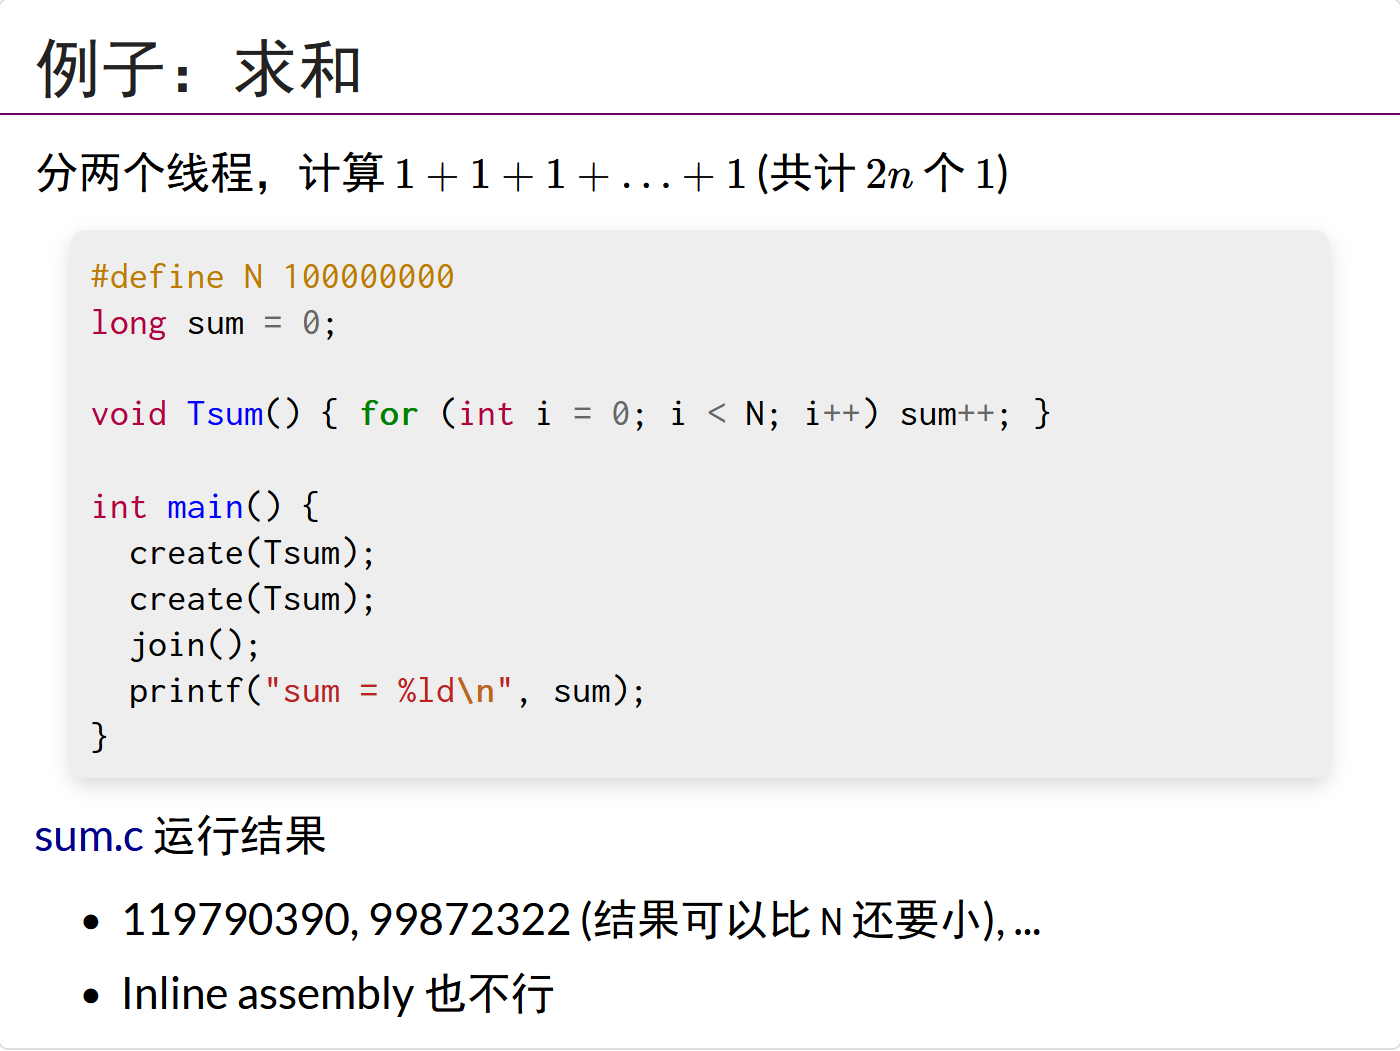 例子：求和
分两个线程，计算 1 + 1 + 1 + … + 1 (共计 2n 个 1)
#define N 100000000
long sum = 0;
void Tsum() { for (int i = 0; i < N; i++) sum++; }
int main() {
  create(Tsum);
  create(Tsum);
  join();
  printf("sum = %ld\n", sum);
}
sum.c 运行结果
• 119790390, 99872322 (结果可以比 N 还要小), ...
• Inline assembly 也不行